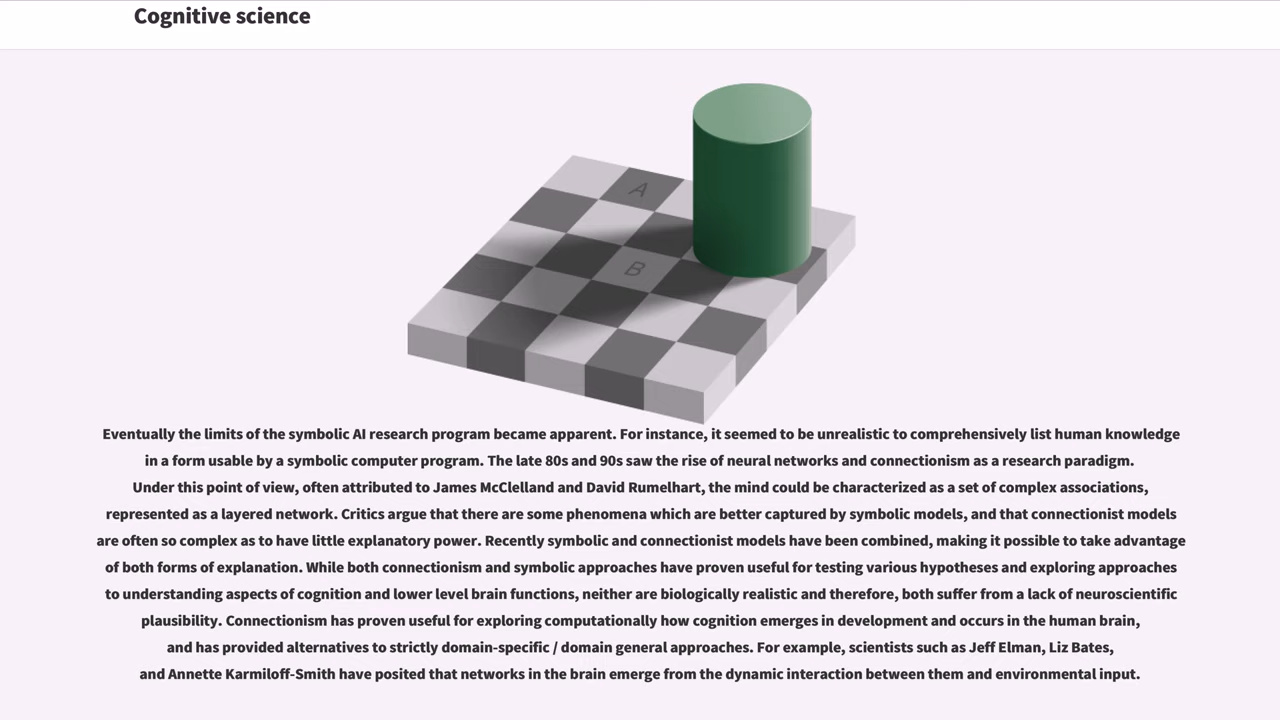 Cognitive science
A
B
Eventually the limits of the symbolic AI research program became apparent. For instance, it seemed to be unrealistic to comprehensively list human knowledge
in a form usable by a symbolic computer program. The late 80s and 90s saw the rise of neural networks and connectionism as a research paradigm.
Under this point of view, often attributed to James McClelland and David Rumelhart, the mind could be characterized as a set of complex associations,
represented as a layered network. Critics argue that there are some phenomena which are better captured by symbolic models, and that connectionist models
are often so complex as to have little explanatory power. Recently symbolic and connectionist models have been combined, making it possible to take advantage
of both forms of explanation. While both connectionism and symbolic approaches have proven useful for testing various hypotheses and exploring approaches
to understanding aspects of cognition and lower level brain functions, neither are biologically realistic and therefore, both suffer from a lack of neuroscientific
plausibility. Connectionism has proven useful for exploring computationally how cognition emerges in development and occurs in the human brain,
and has provided alternatives to strictly domain-specific / domain general approaches. For example, scientists such as Jeff Elman, Liz Bates,
and Annette Karmiloff-Smith have posited that networks in the brain emerge from the dynamic interaction between them and environmental input.